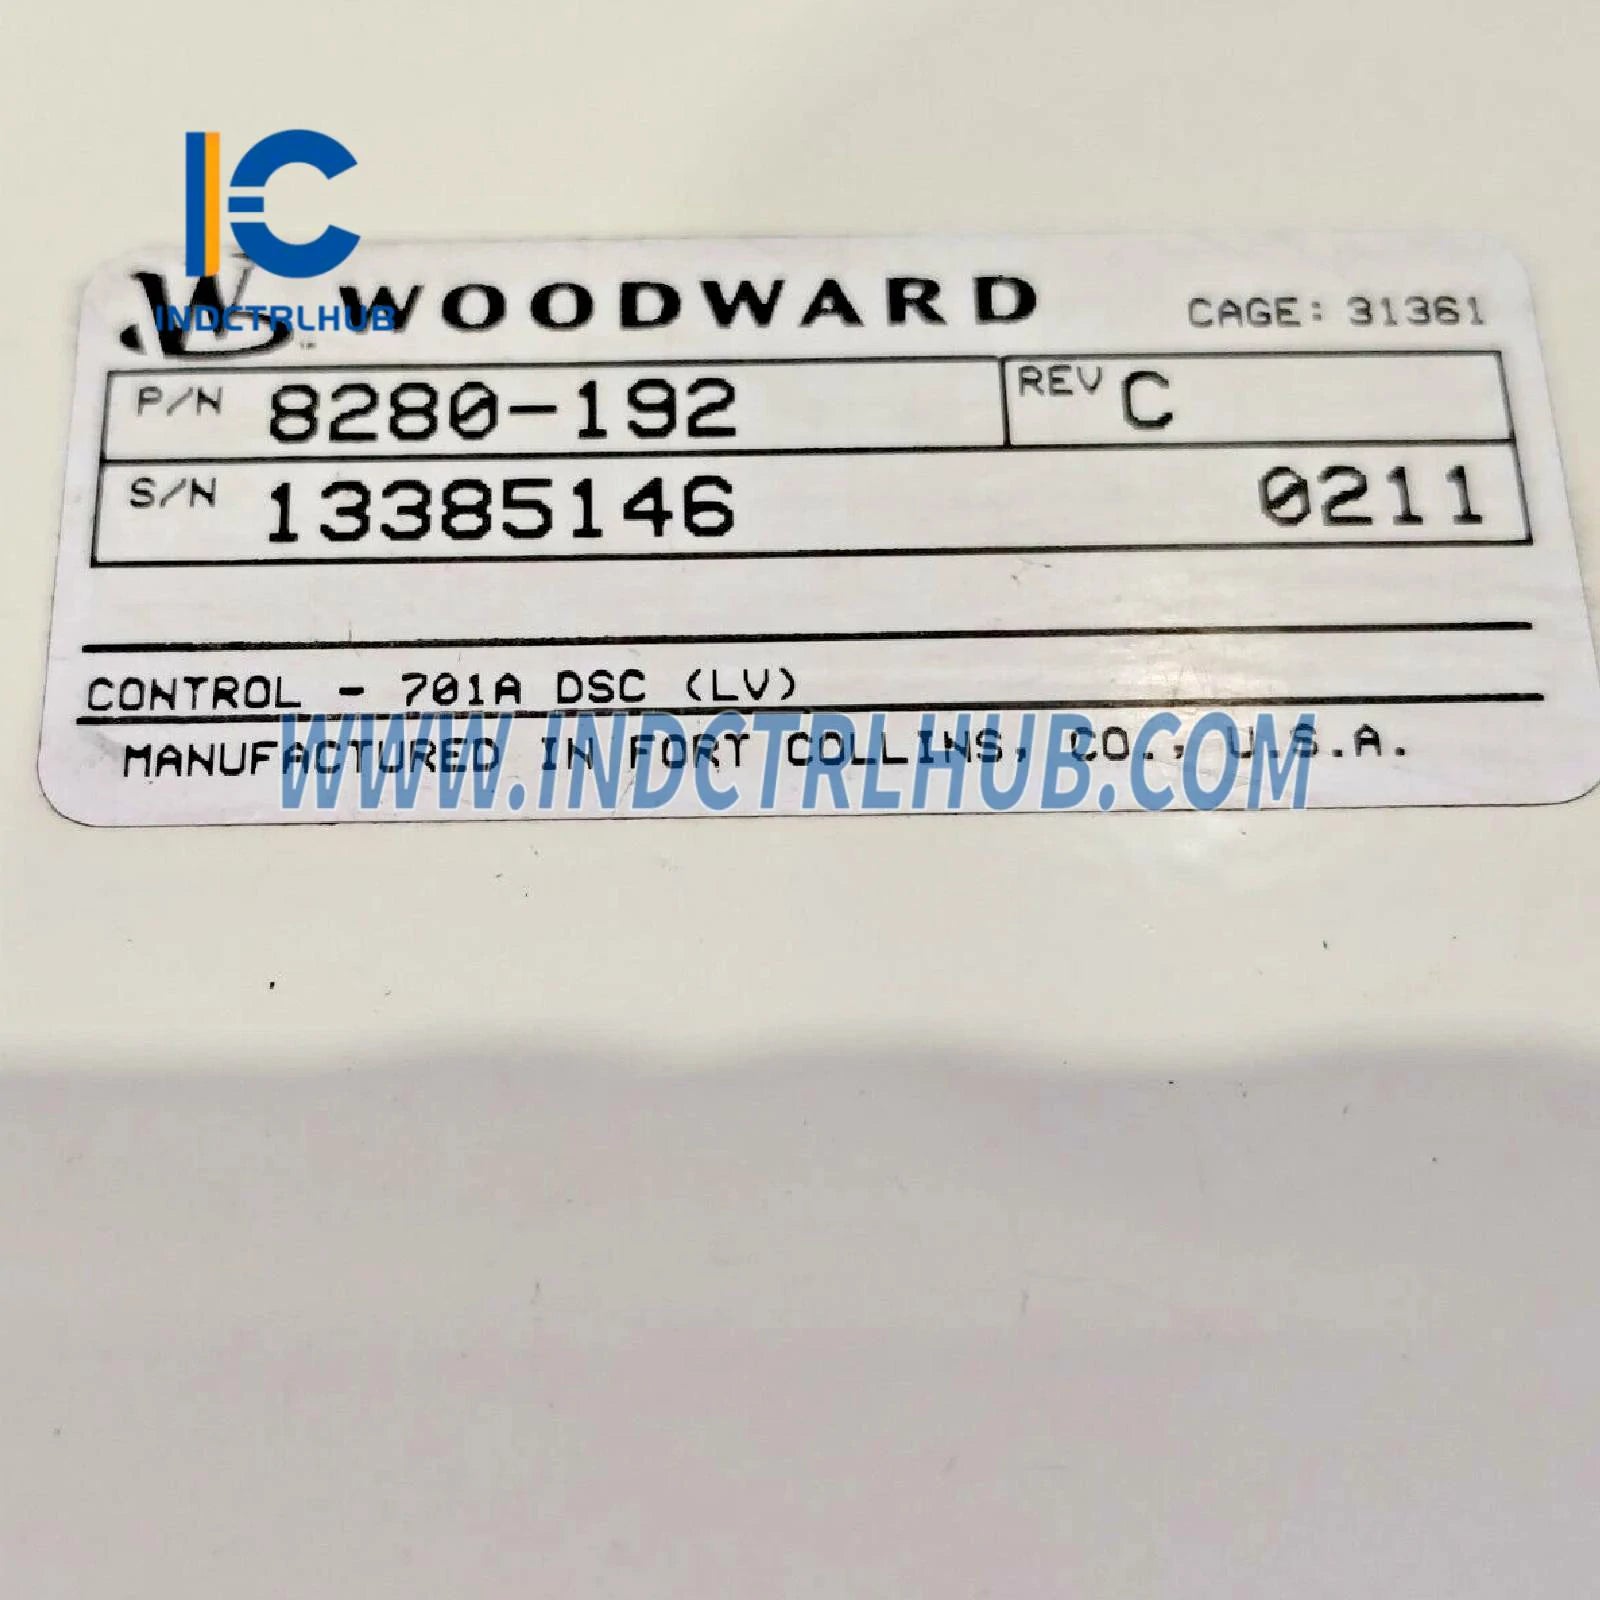 INDCTRLHUB
WOODWARD CAGE: 31361
P/N 8280-192 REV C
S/N 13385146 0211
CONTROL - 701A DSC (LV)
MANUFACTURED IN FORT COLLINS, CO., U.S.A.
WWW.INDCTRLHUB.COM